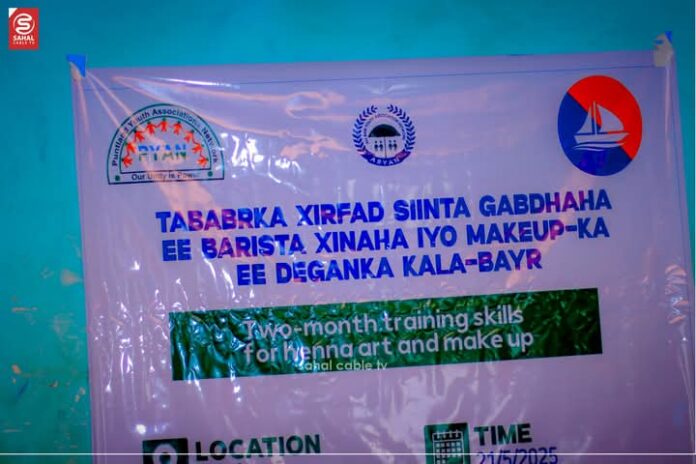 SAHAL
CABLE TV
Puntland Youth Associational Network
PYAN
Our Unity is Power
ARYAN
TABABRKA XIRFAD SIINTA GABDHAHA
EE BARISTA XINAHA IYO MAKEUP-KA
EE DEGANKA KALA-BAYR
Two-month training skills
for henna art and make up
sahal cable tv
LOCATION
TIME
21/5/2025